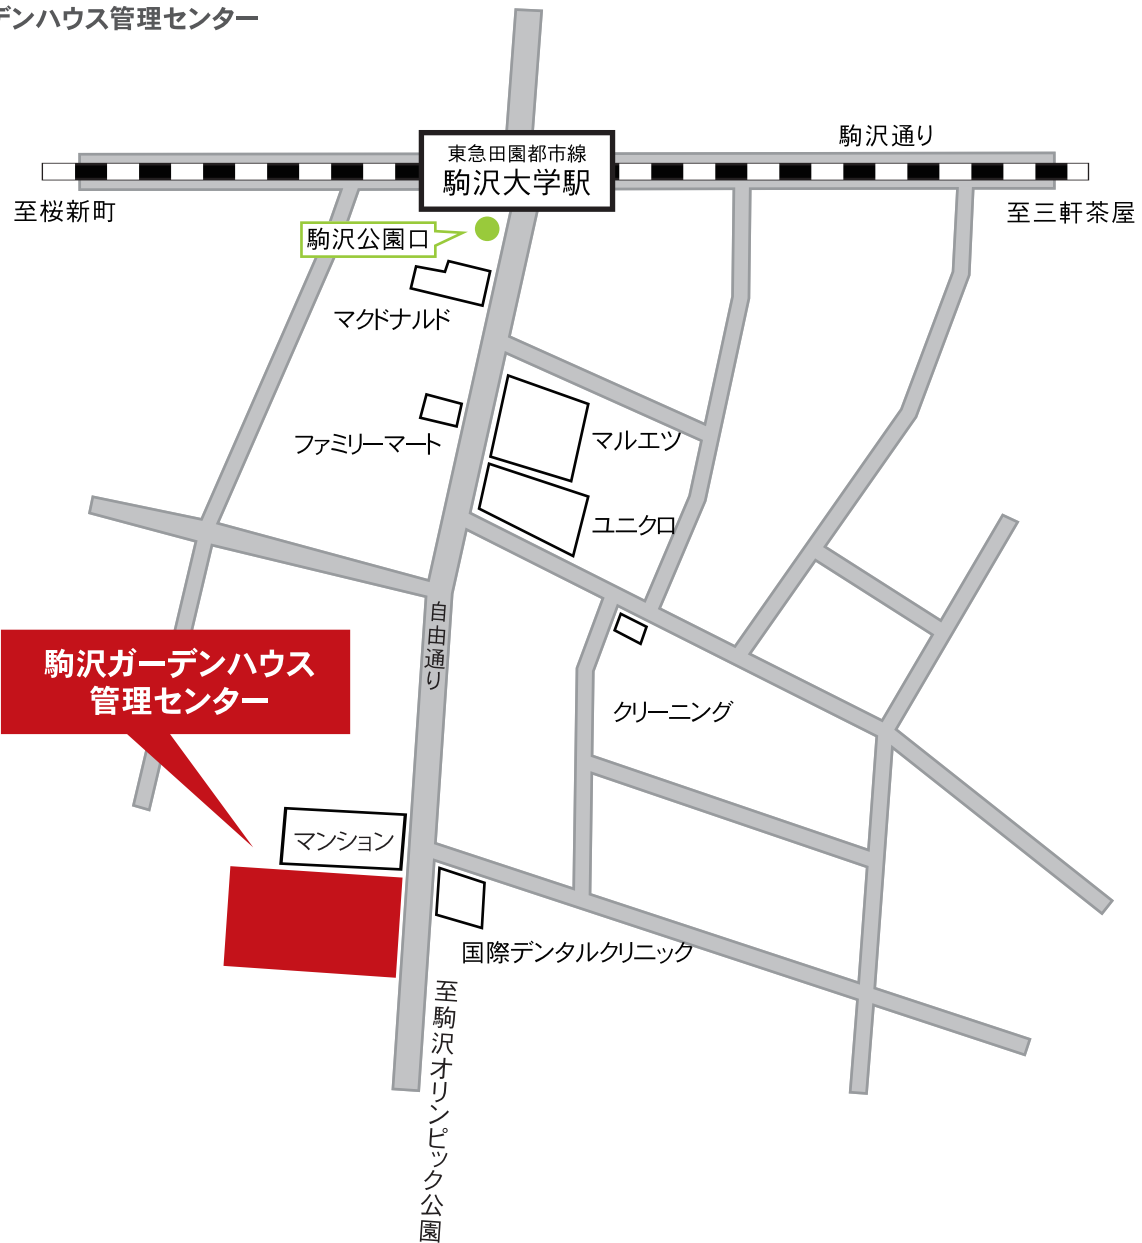 デンハウス管理センター
駒沢通り
東急田園都市線
駒沢大学駅
至桜新町
至三軒茶屋
駒沢公園口
マクドナルド
ファミリーマート
マルエツ
ユニクロ
自由通り
駒沢ガーデンハウス
管理センター
クリーニング
マンション
国際デンタルクリニック
至駒沢オリンピック公園